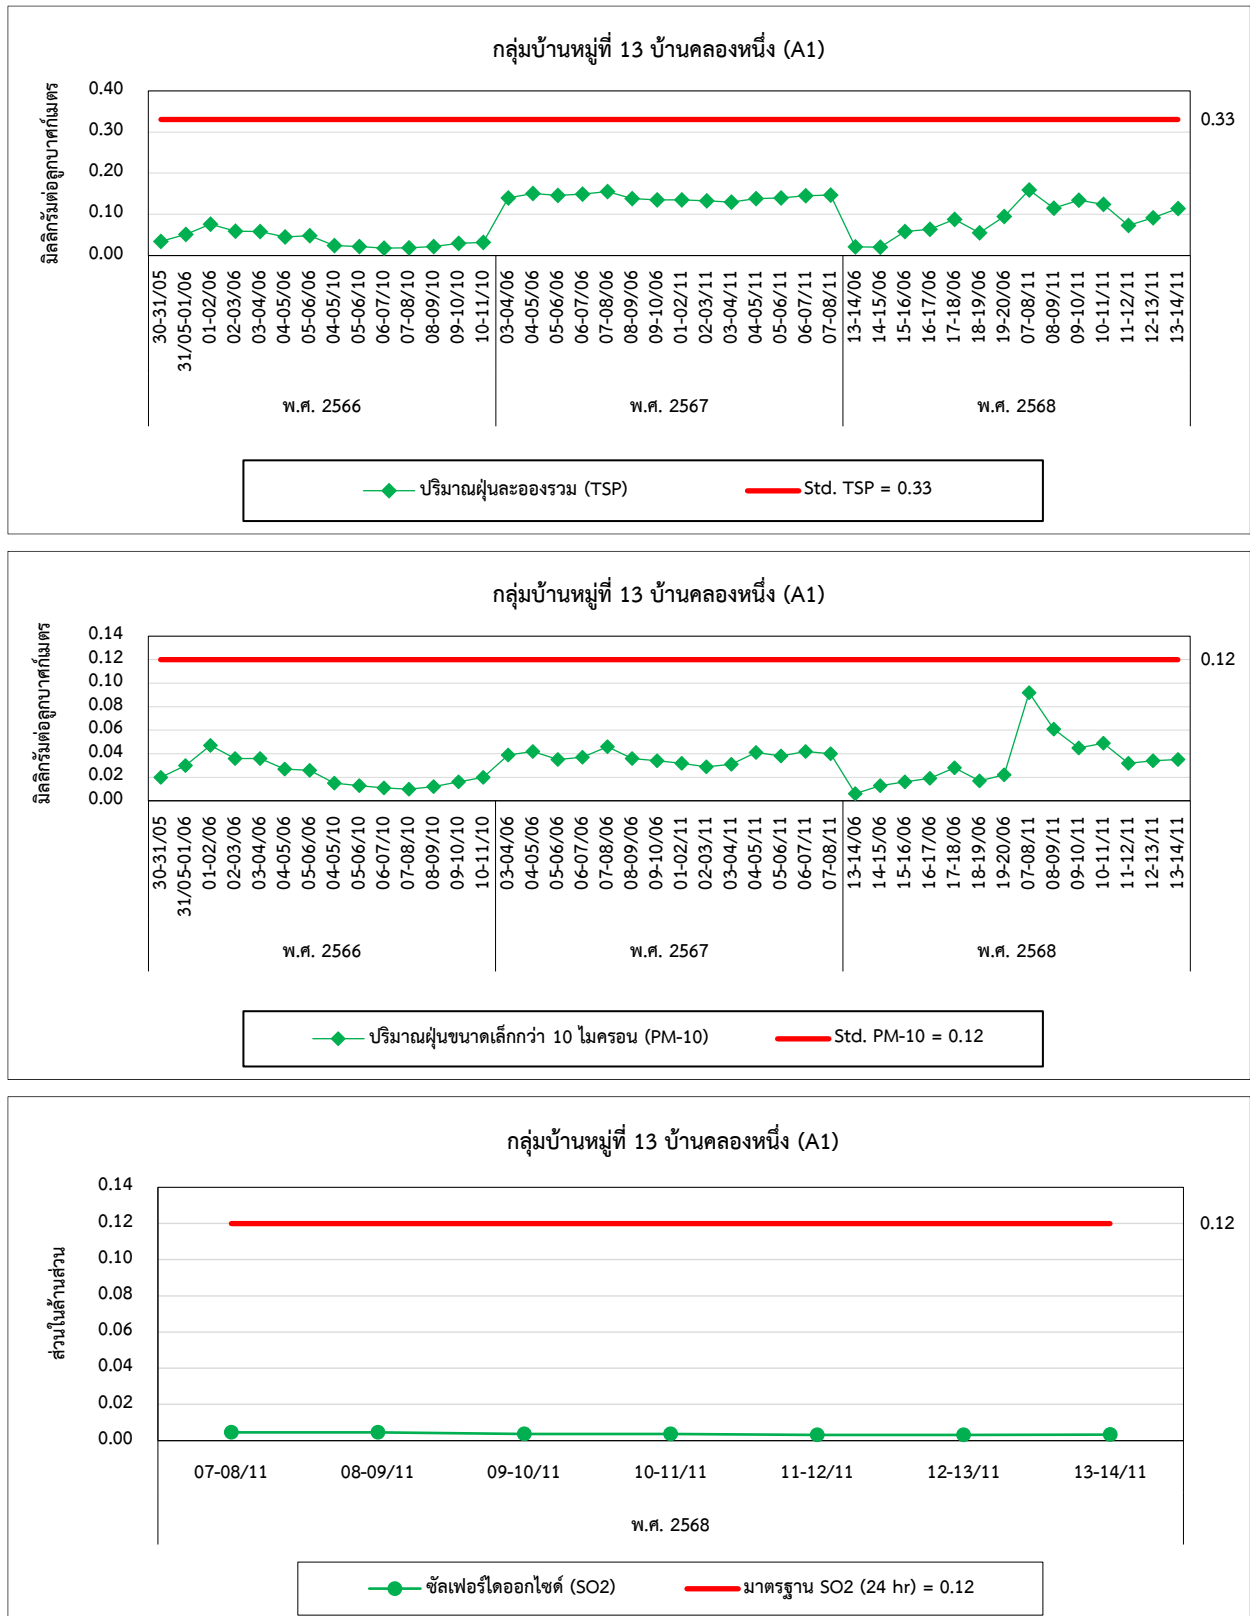 กลุ่มบ้านหมู่ที่ 13 บ้านคลองหนึ่ง (A1)
มิลลิกรัมต่อลูกบาศก์เมตร
0.40
0.30
0.20
0.10
0.00
0.33
30-31/05 31/05-01/06 01-02/06 02-03/06 03-04/06 04-05/06 05-06/06 04-05/10 05-06/10 06-07/10 07-08/10 08-09/10 09-10/10 10-11/10 03-04/06 04-05/06 05-06/06 06-07/06 07-08/06 08-09/06 09-10/06 01-02/11 02-03/11 03-04/11 04-05/11 05-06/11 06-07/11 07-08/11 13-14/06 14-15/06 15-16/06 16-17/06 17-18/06 18-19/06 19-20/06 07-08/11 08-09/11 09-10/11 10-11/11 11-12/11 12-13/11 13-14/11
พ.ศ. 2566 พ.ศ. 2567 พ.ศ. 2568
ปริมาณฝุ่นละอองรวม (TSP) Std. TSP = 0.33
กลุ่มบ้านหมู่ที่ 13 บ้านคลองหนึ่ง (A1)
มิลลิกรัมต่อลูกบาศก์เมตร
0.14
0.12
0.10
0.08
0.06
0.04
0.02
0.00
0.12
30-31/05 31/05-01/06 01-02/06 02-03/06 03-04/06 04-05/06 05-06/06 04-05/10 05-06/10 06-07/10 07-08/10 08-09/10 09-10/10 10-11/10 03-04/06 04-05/06 05-06/06 06-07/06 07-08/06 08-09/06 09-10/06 01-02/11 02-03/11 03-04/11 04-05/11 05-06/11 06-07/11 07-08/11 13-14/06 14-15/06 15-16/06 16-17/06 17-18/06 18-19/06 19-20/06 07-08/11 08-09/11 09-10/11 10-11/11 11-12/11 12-13/11 13-14/11
พ.ศ. 2566 พ.ศ. 2567 พ.ศ. 2568
ปริมาณฝุ่นขนาดเล็กกว่า 10 ไมครอน (PM-10) Std. PM-10 = 0.12
กลุ่มบ้านหมู่ที่ 13 บ้านคลองหนึ่ง (A1)
ส่วนในล้านส่วน
0.14
0.12
0.10
0.08
0.06
0.04
0.02
0.00
0.12
07-08/11 08-09/11 09-10/11 10-11/11 11-12/11 12-13/11 13-14/11
พ.ศ. 2568
ซัลเฟอร์ไดออกไซด์ (SO2) มาตรฐาน SO2 (24 hr) = 0.12